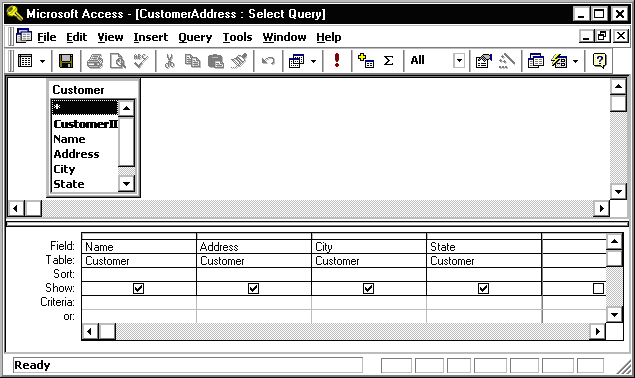 Microsoft Access - [CustomerAddress : Select Query]
File Edit View Insert Query Tools Window Help
All
Customer
*
CustomerID
Name
Address
City
State
Field: Name Address City State
Table: Customer Customer Customer Customer
Sort:
Show:
Criteria:
or:
Ready